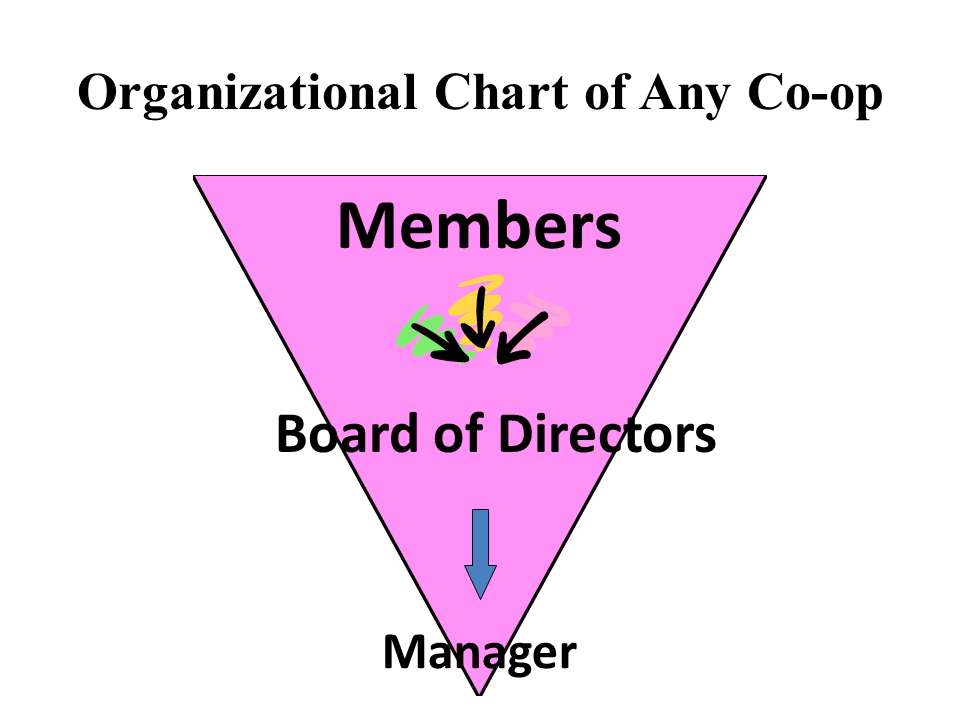 Organizational Chart of Any Co-op
Members
Board of Directors
Manager